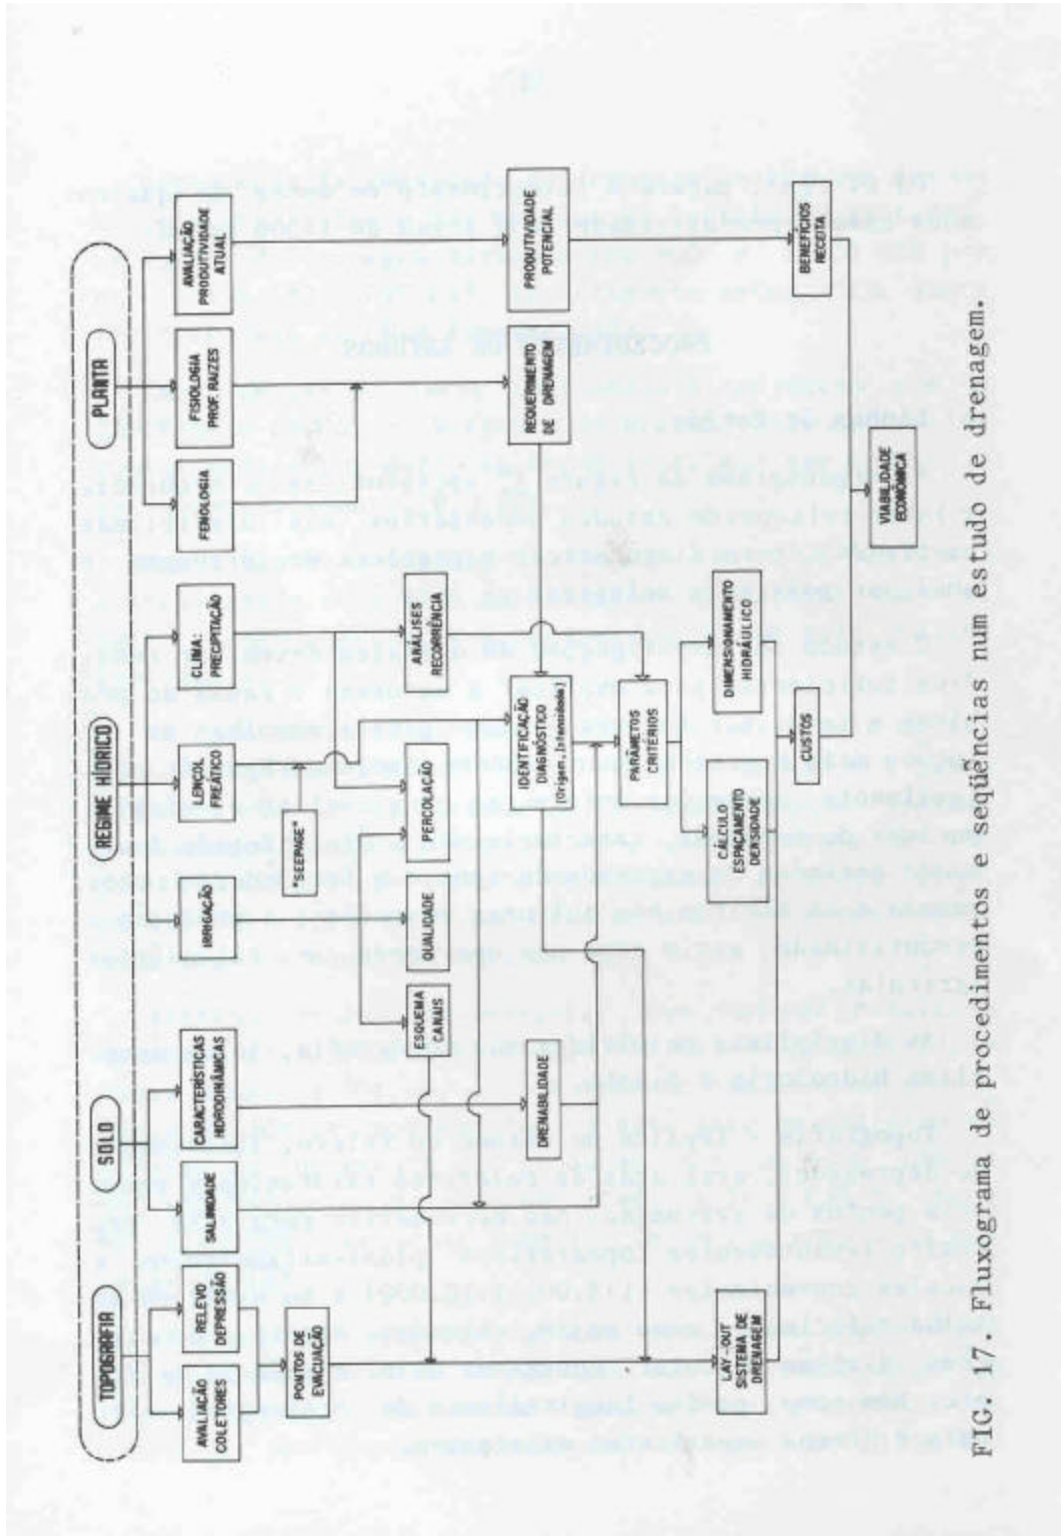 TOPOGRAFIA
SOLO
REGIME HÍDRICO
PLANTA
AVALIAÇÃO
COLETORES
RELEVO
DEPRESSÃO
SALINIDADE
CARACTERÍSTICAS
HIDRODINÂMICAS
IRRIGAÇÃO
LENÇOL
FREÁTICO
CLIMA:
PRECIPITAÇÃO
FENOLOGIA
FISIOLOGIA
PROF. RAIZES
AVALIAÇÃO
PRODUTIVIDADE
ATUAL
PONTOS DE
EVACUAÇÃO
"SEEPAGE"
ESQUEMA
CANAIS
QUALIDADE
PERCOLAÇÃO
ANÁLISES
RECORRÊNCIA
DRENABILIDADE
IDENTIFICAÇÃO
DIAGNÓSTICO
(Origen.Intensidade)
REQUERIMENTO
DE DRENAGEM
PRODUTIVIDADE
POTENCIAL
PARÂMETROS
CRITÉRIOS
LAY-OUT
SISTEMA DE
DRENAGEM
CÁLCULO
ESPAÇAMENTO
DENSIDADE
DIMENSIONAMENTO
HIDRÁULICO
CUSTOS
BENEFÍCIOS
RECOTA
VIABILIDADE
ECONÔMICA
FIG. 17. Fluxograma de procedimentos e seqüências num estudo de drenagem.